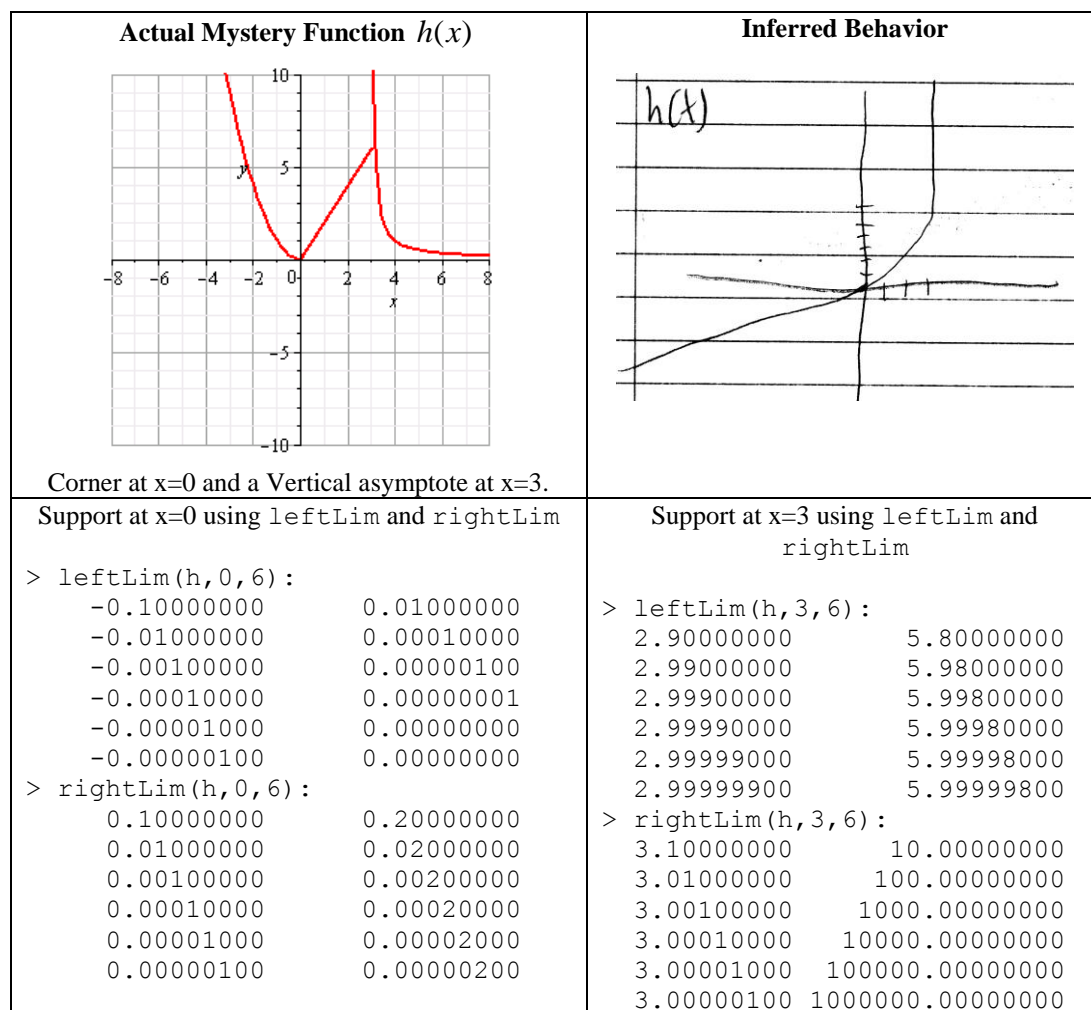 Actual Mystery Function h(x)
10
y
5
-8 -6 -4 -2 0 2 4 6 8
x
-5
-10
Corner at x=0 and a Vertical asymptote at x=3.
Inferred Behavior
h(x)
Support at x=0 using leftLim and rightLim
> leftLim(h,0,6):
-0.10000000 0.01000000
-0.01000000 0.00010000
-0.00100000 0.00000100
-0.00010000 0.00000001
-0.00001000 0.00000000
-0.00000100 0.00000000
> rightLim(h,0,6):
0.10000000 0.20000000
0.01000000 0.02000000
0.00100000 0.00200000
0.00010000 0.00020000
0.00001000 0.00002000
0.00000100 0.00000200
Support at x=3 using leftLim and
rightLim
> leftLim(h,3,6):
2.90000000 5.80000000
2.99000000 5.98000000
2.99900000 5.99800000
2.99990000 5.99980000
2.99999000 5.99998000
2.99999900 5.99999800
> rightLim(h,3,6):
3.10000000 10.00000000
3.01000000 100.00000000
3.00100000 1000.00000000
3.00010000 10000.00000000
3.00001000 100000.00000000
3.00000100 1000000.00000000